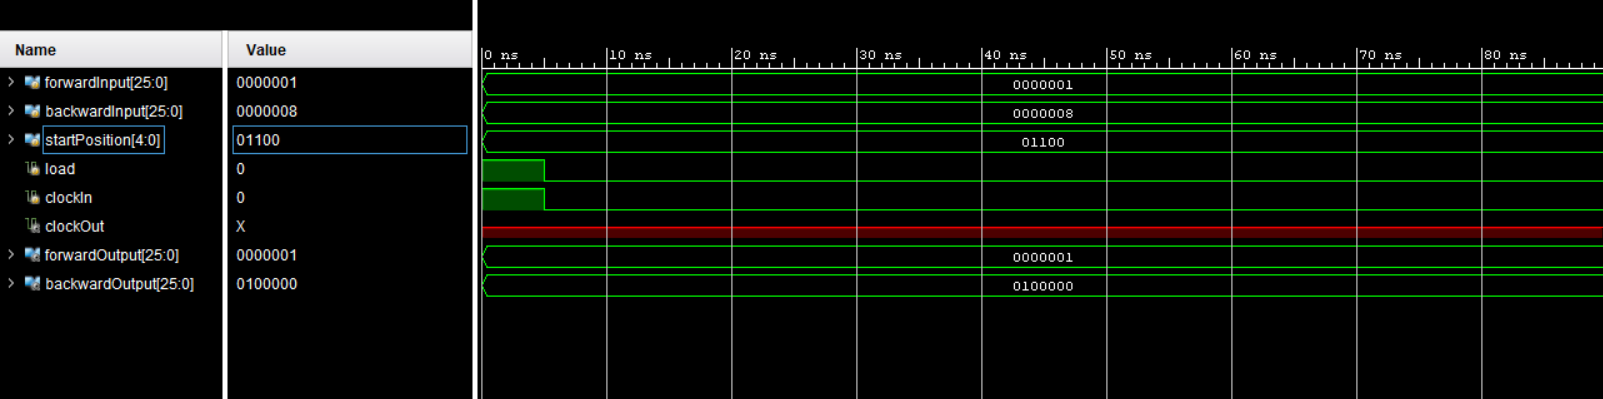 Name Value
0 ns 10 ns 20 ns 30 ns 40 ns 50 ns 60 ns 70 ns 80 ns
forwardInput[25:0] 0000001 0000001
backwardInput[25:0] 0000008 0000008
startPosition[4:0] 01100 01100
load 0
clockIn 0
clockOut X
forwardOutput[25:0] 0000001 0000001
backwardOutput[25:0] 0100000 0100000